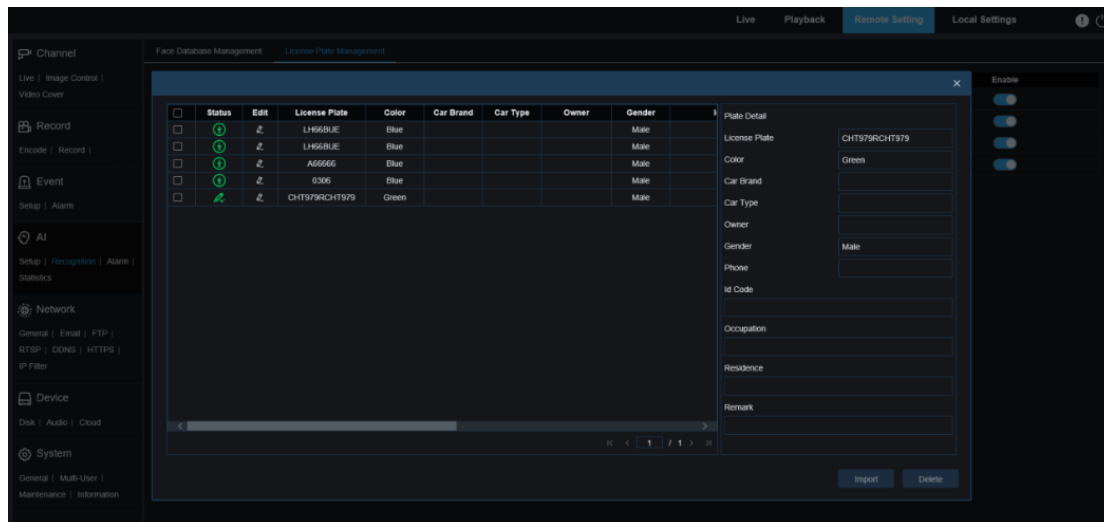 Live Playback Remote Setting Local Settings
Channel
Live | Image Control |
Video Cover
Record
Encode | Record |
Event
Setup | Alarm
AI
Setup | Recognition | Alarm |
Statistics
Network
General | Email | FTP |
RTSP | DDNS | HTTPS |
IP Filter
Device
Disk | Audio | Cloud
System
General | Multi-User |
Maintenance | Information
Face Database Management License Plate Management
Enable
Status Edit License Plate Color Car Brand Car Type Owner Gender
LH66BUE Blue Male
LH66BUE Blue Male
A66666 Blue Male
0306 Blue Male
CHT979RCHT979 Green Male
1 / 1
Plate Detail
License Plate CHT979RCHT979
Color Green
Car Brand
Car Type
Owner
Gender Male
Phone
Id Code
Occupation
Residence
Remark
Import Delete